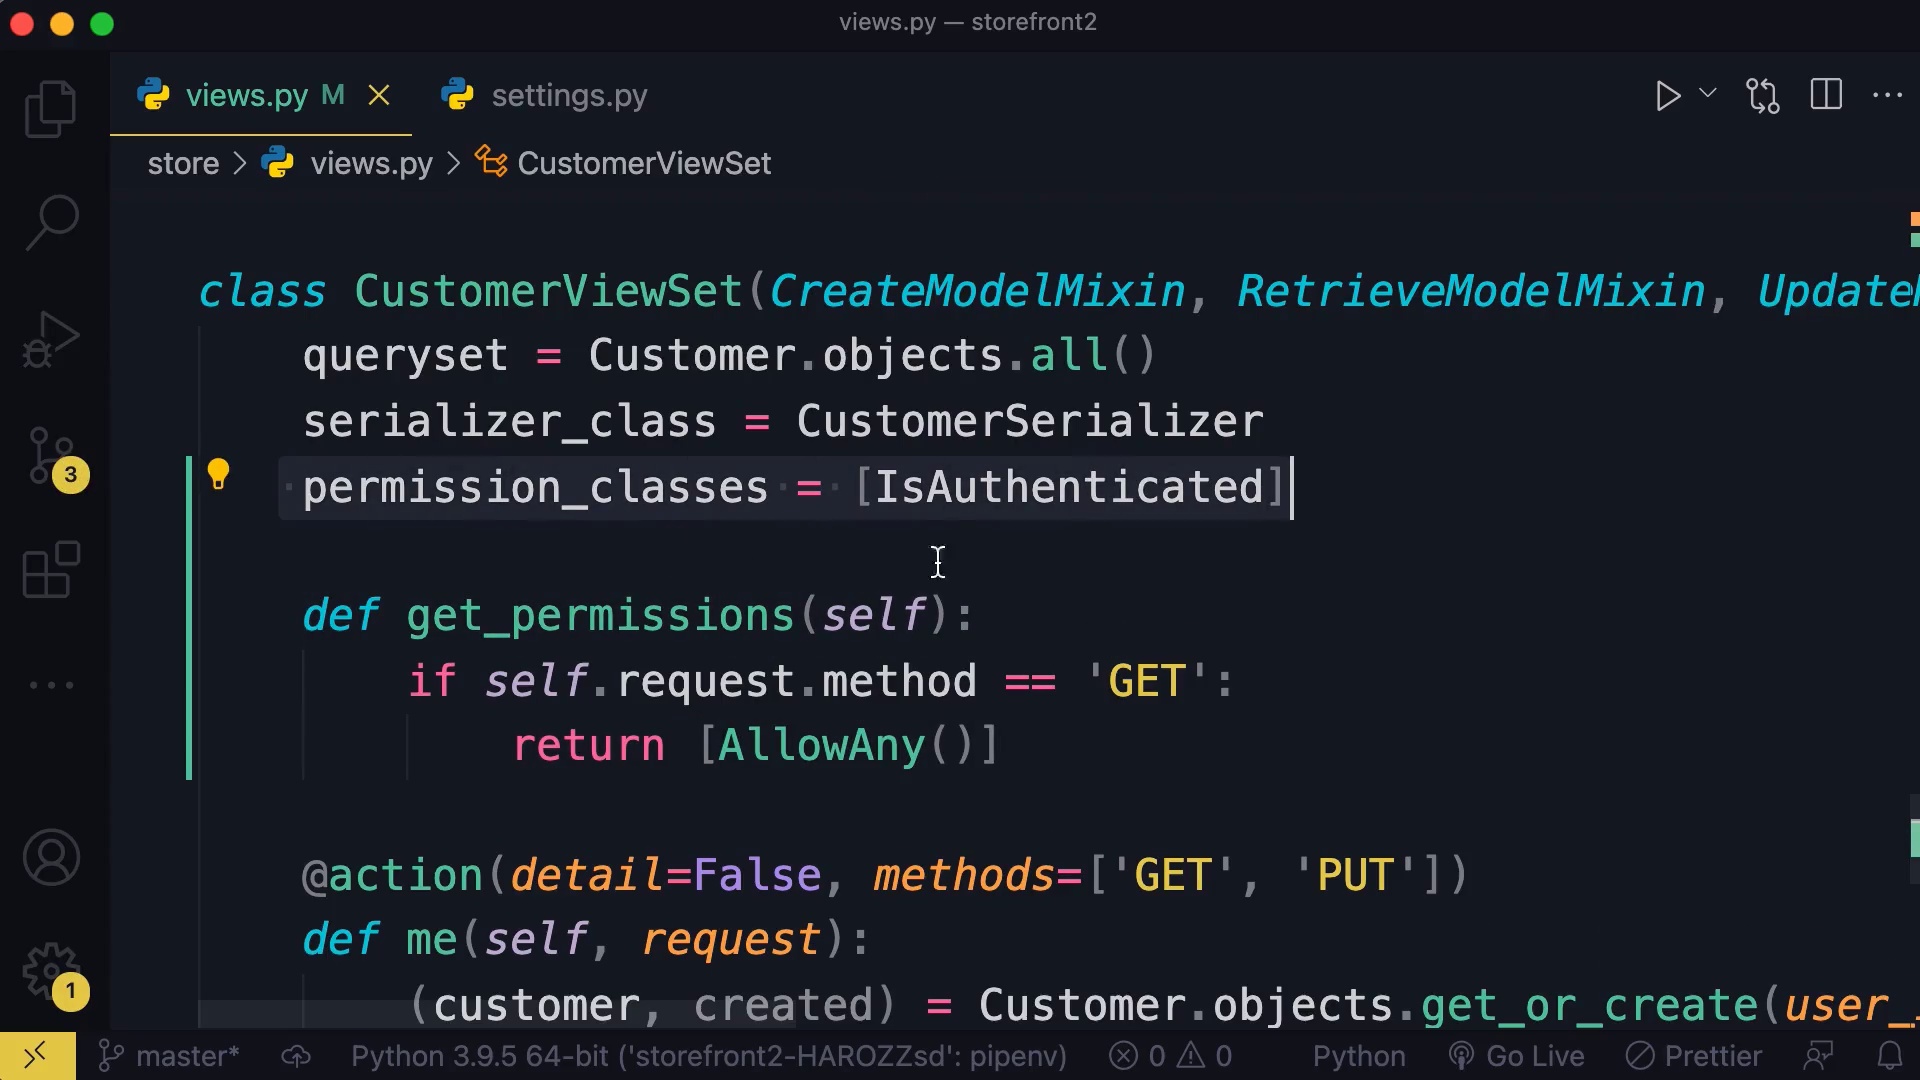 views.py — storefront2
views.py M settings.py
store > views.py > CustomerViewSet
class CustomerViewSet(CreateModelMixin, RetrieveModelMixin, Update
queryset = Customer.objects.all()
serializer_class = CustomerSerializer
permission_classes = [IsAuthenticated]
def get_permissions(self):
if self.request.method == 'GET':
return [AllowAny()]
@action(detail=False, methods=['GET', 'PUT'])
def me(self, request):
(customer, created) = Customer.objects.get_or_create(user_
3
1
master* Python 3.9.5 64-bit ('storefront2-HAROZZsd': pipenv) 0 0 Python Go Live Prettier